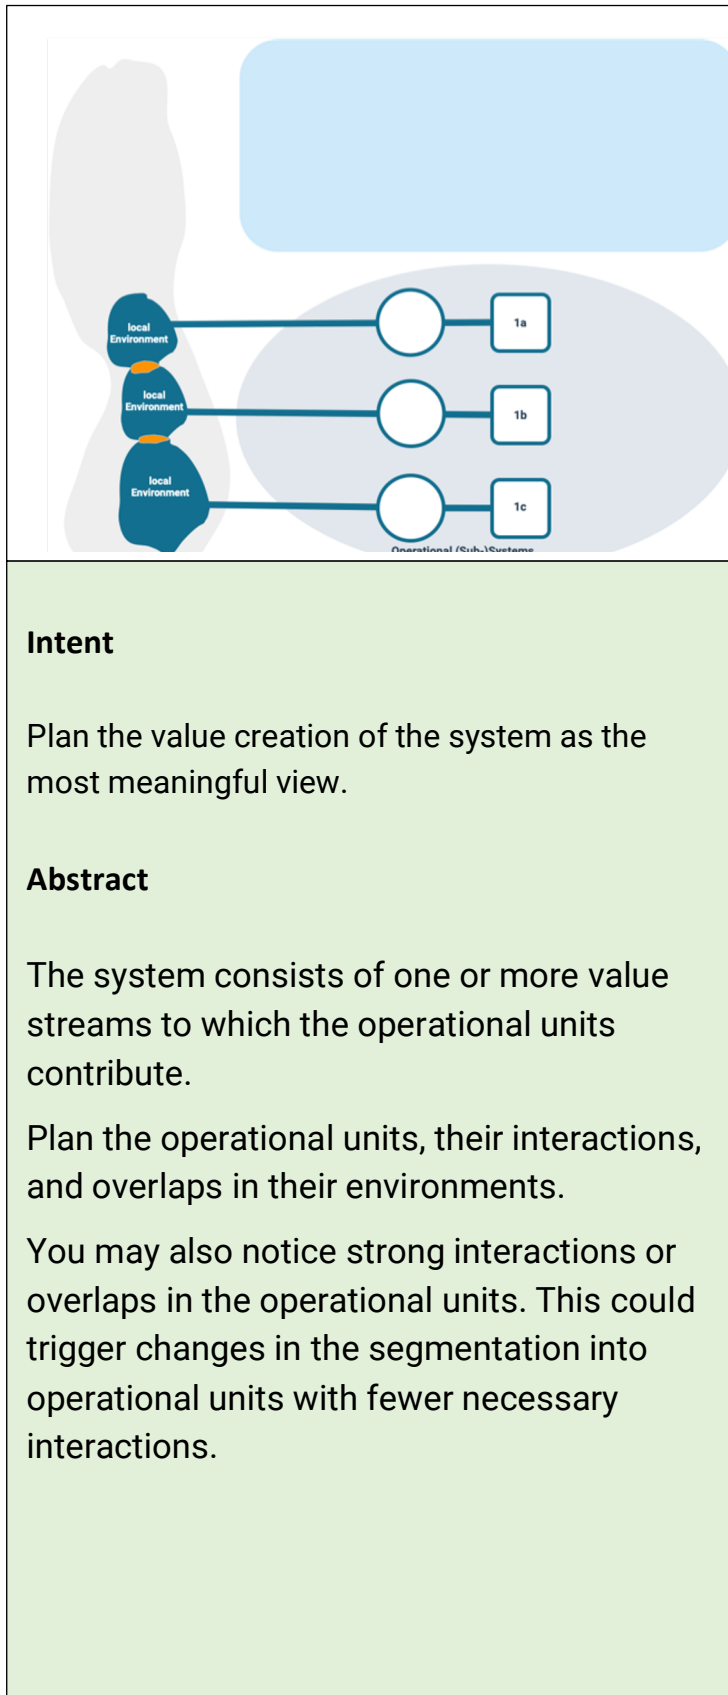 local
Environment
1a
local
Environment
1b
local
Environment
1c
Operational (Sub-)Systems
Intent
Plan the value creation of the system as the
most meaningful view.
Abstract
The system consists of one or more value
streams to which the operational units
contribute.
Plan the operational units, their interactions,
and overlaps in their environments.
You may also notice strong interactions or
overlaps in the operational units. This could
trigger changes in the segmentation into
operational units with fewer necessary
interactions.